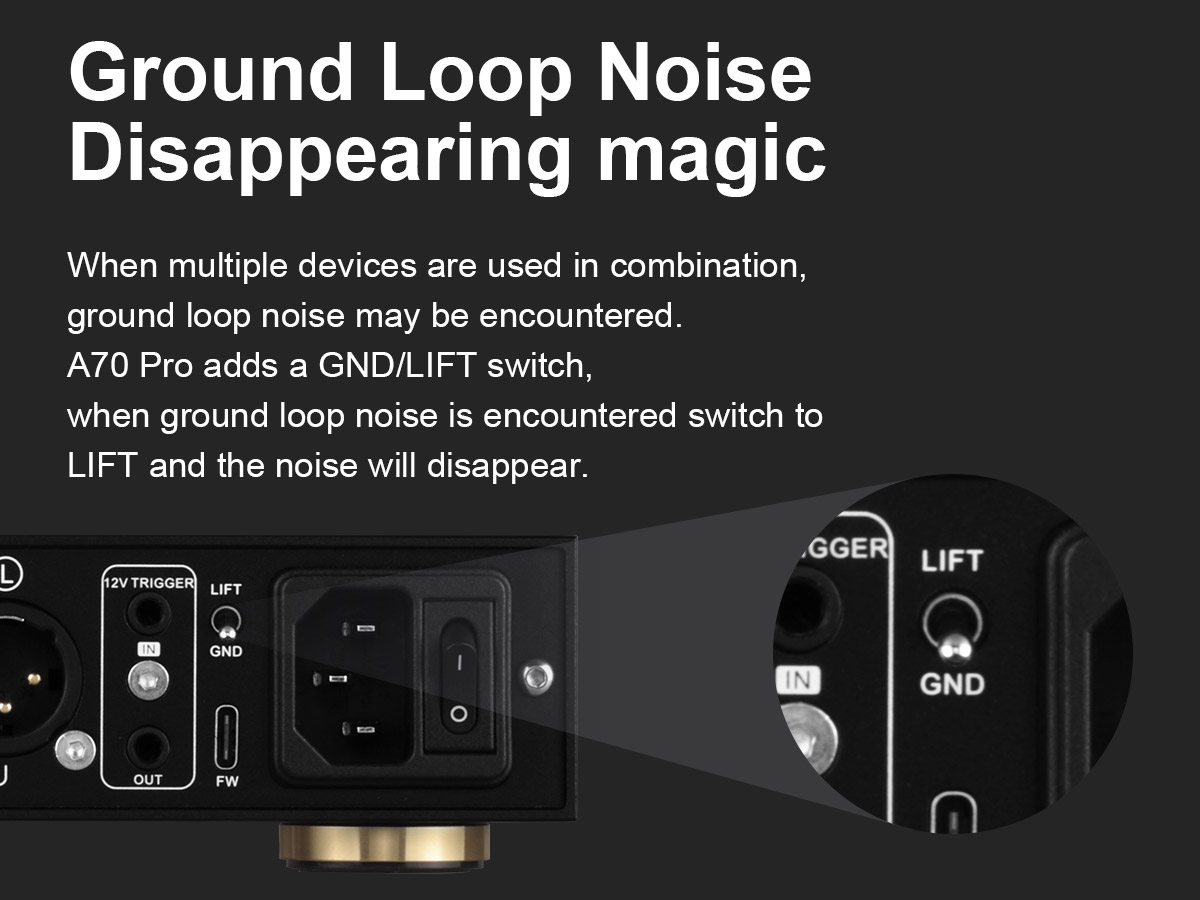 Ground Loop Noise
Disappearing magic
When multiple devices are used in combination,
ground loop noise may be encountered.
A70 Pro adds a GND/LIFT switch,
when ground loop noise is encountered switch to
LIFT and the noise will disappear.
L
12V TRIGGER
IN
OUT
LIFT
GND
FW
IGGER
LIFT
IN
GND